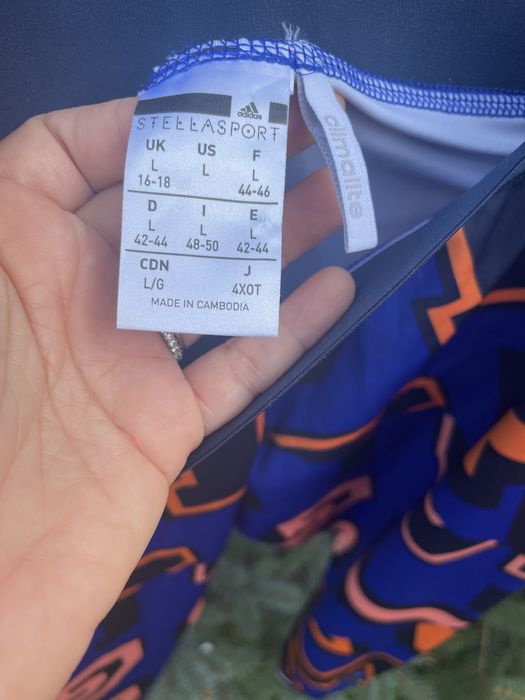 adidas
STELLASPORT
UK US F
L L L
16-18 44-46
D I E
L L L
42-44 48-50 42-44
CDN J
L/G 4XOT
MADE IN CAMBODIA
climalite